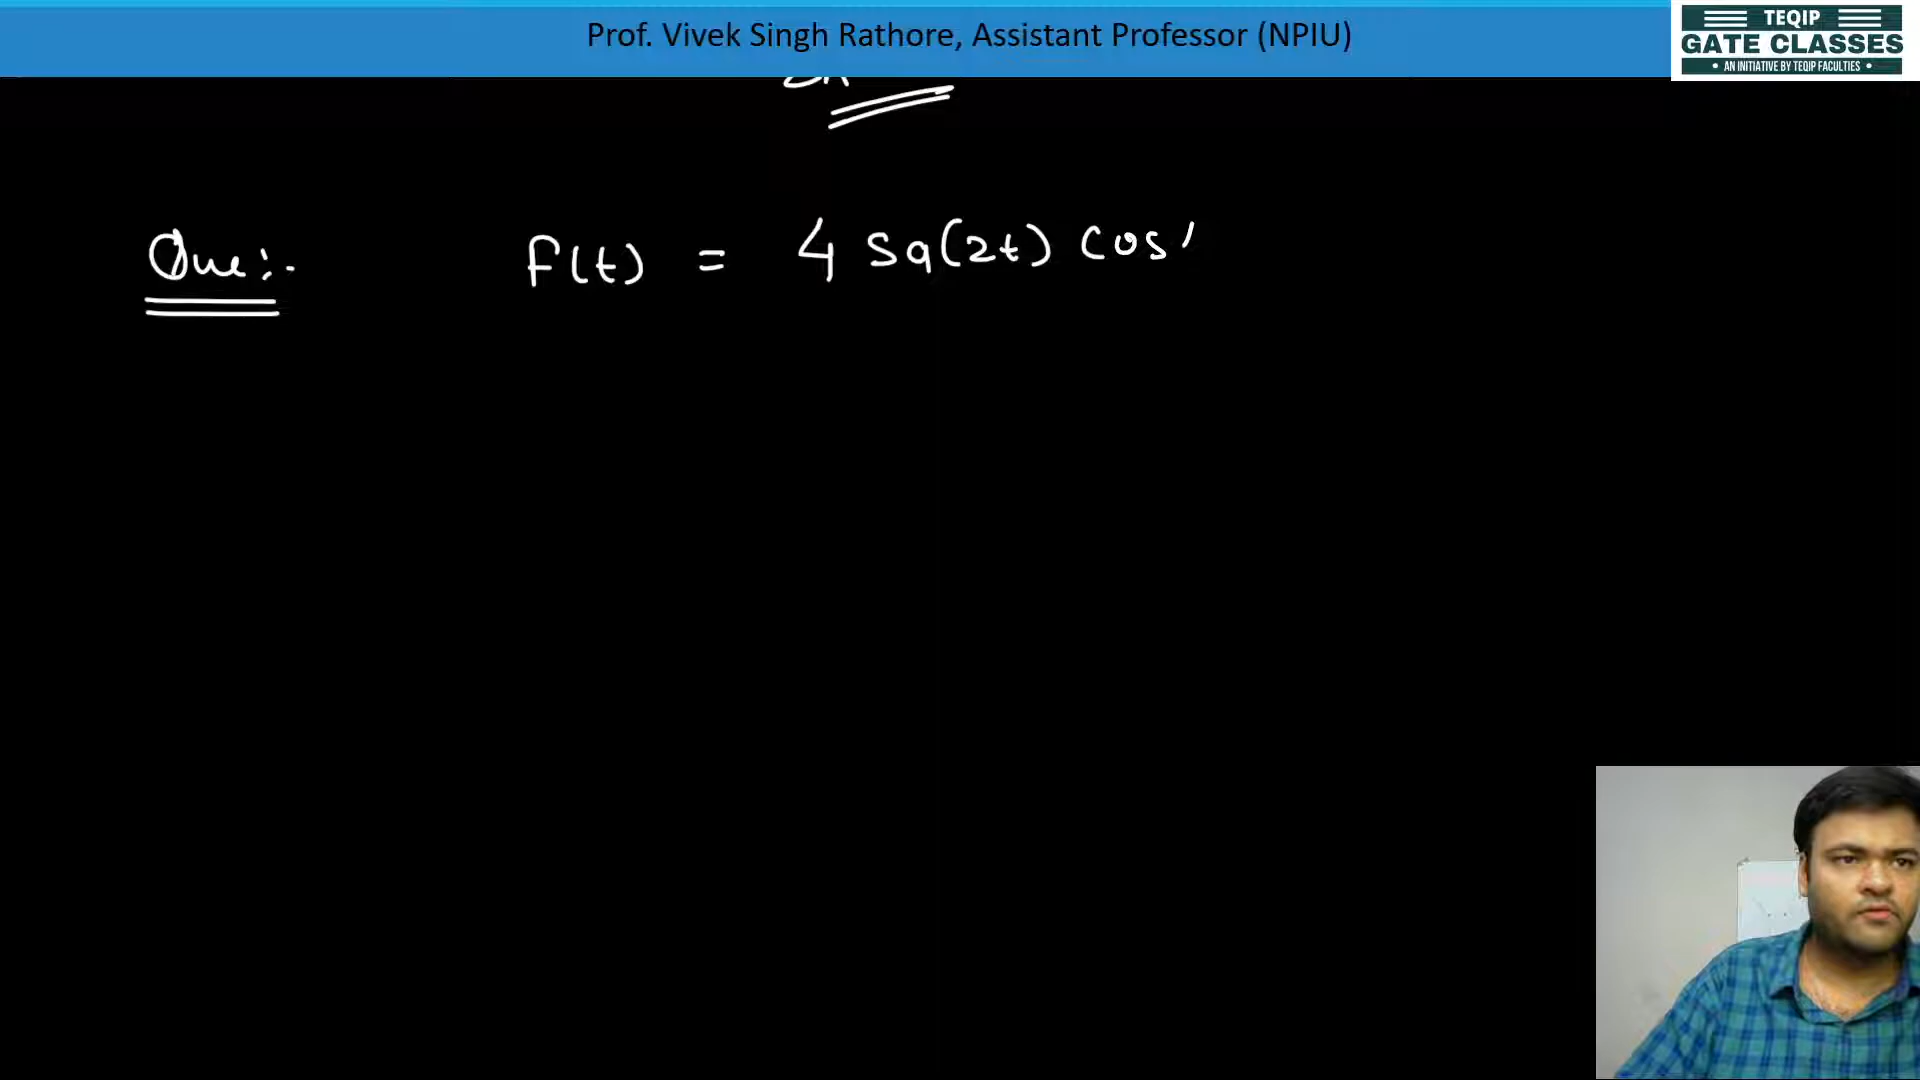 Prof. Vivek Singh Rathore, Assistant Professor (NPIU)
TEQIP
GATE CLASSES
• AN INITIATIVE BY TEQIP FACULTIES •
Que:. f(t) = 4 Sa(2t) cos